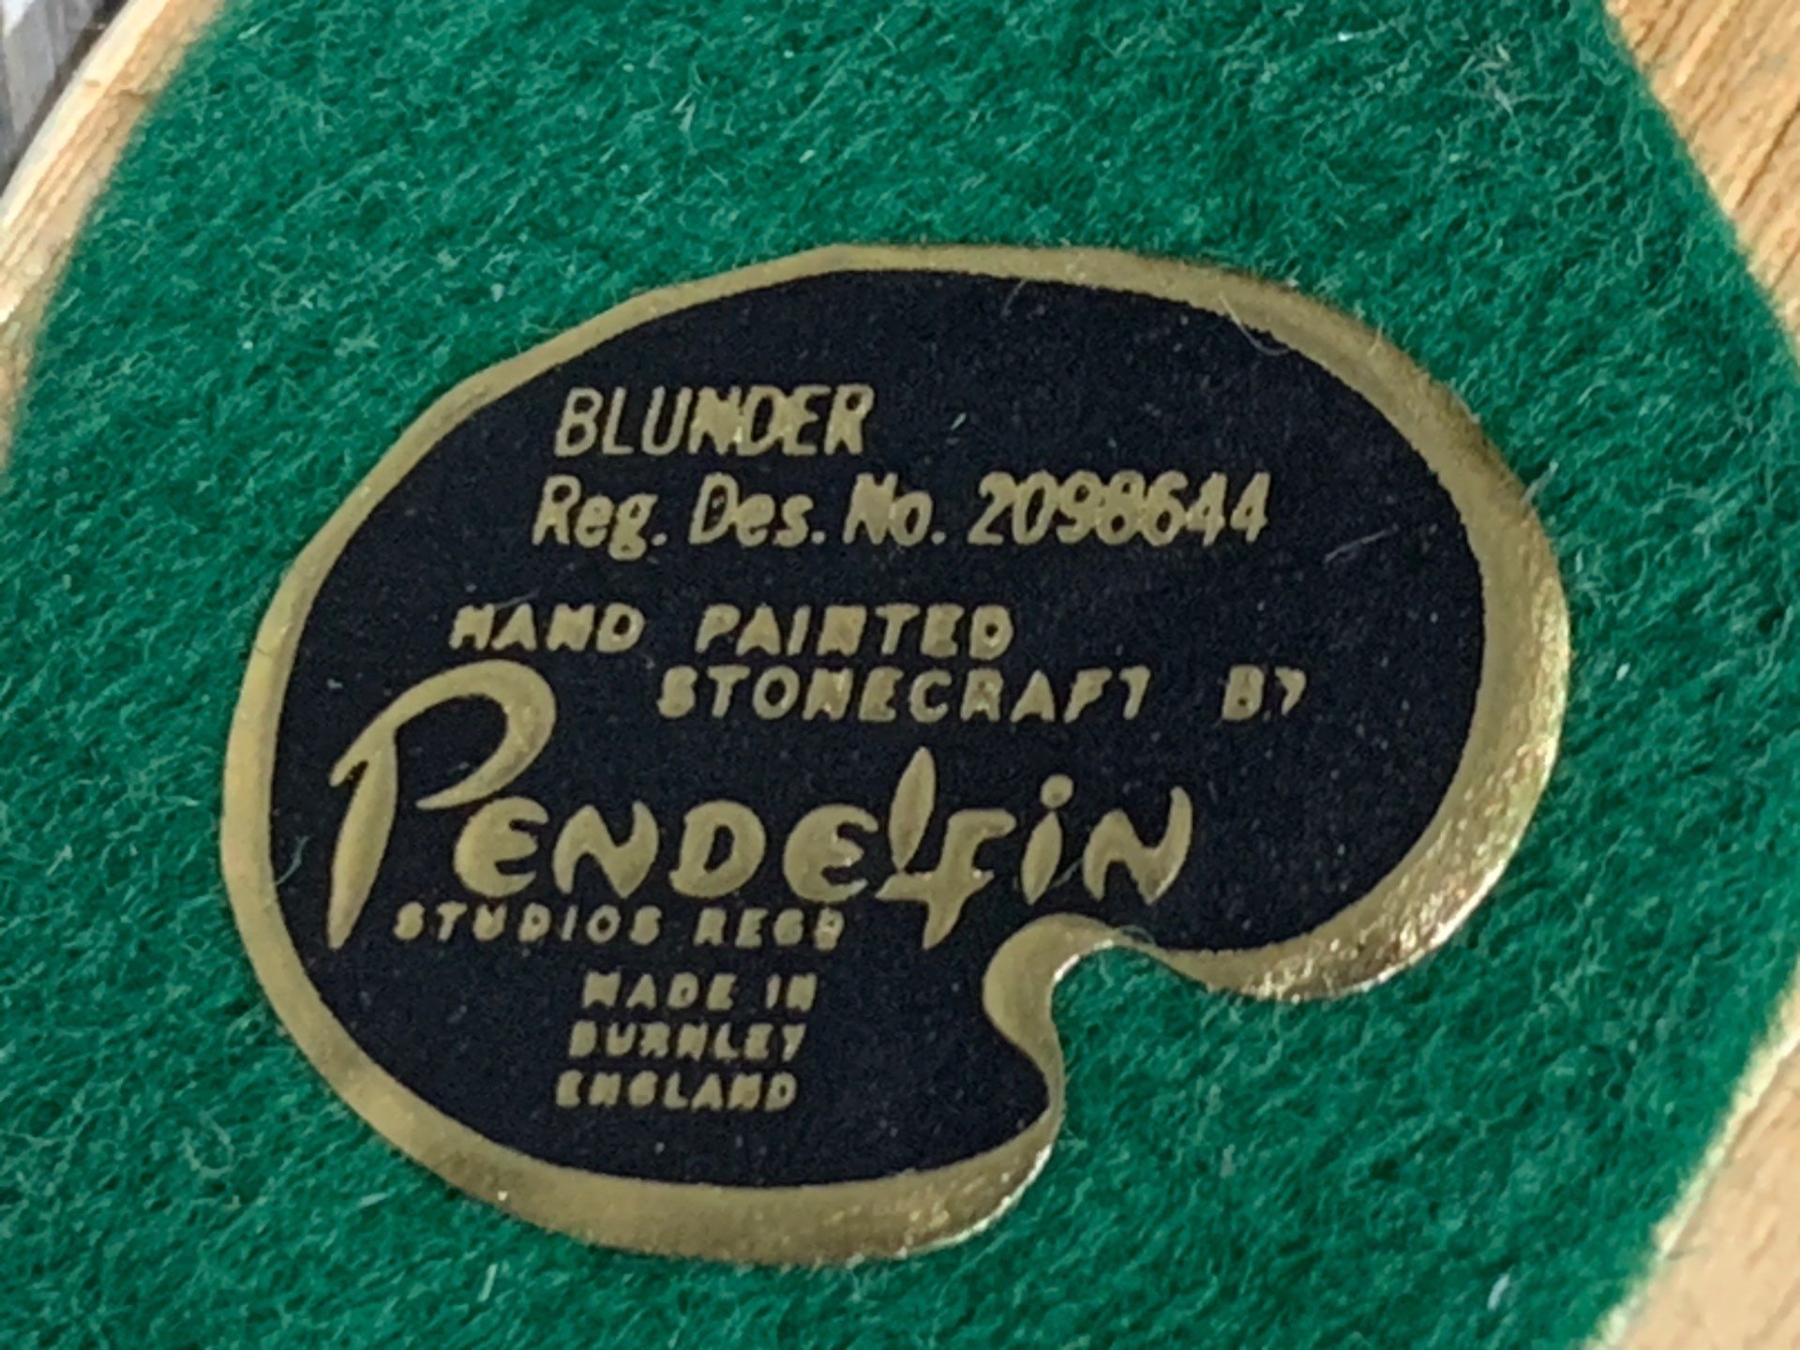 BLUNDER
Reg. Des. No. 2098644
HAND PAINTED
STONECRAFT BY
PENDELFIN
STUDIOS REGD
MADE IN
BURNLEY
ENGLAND